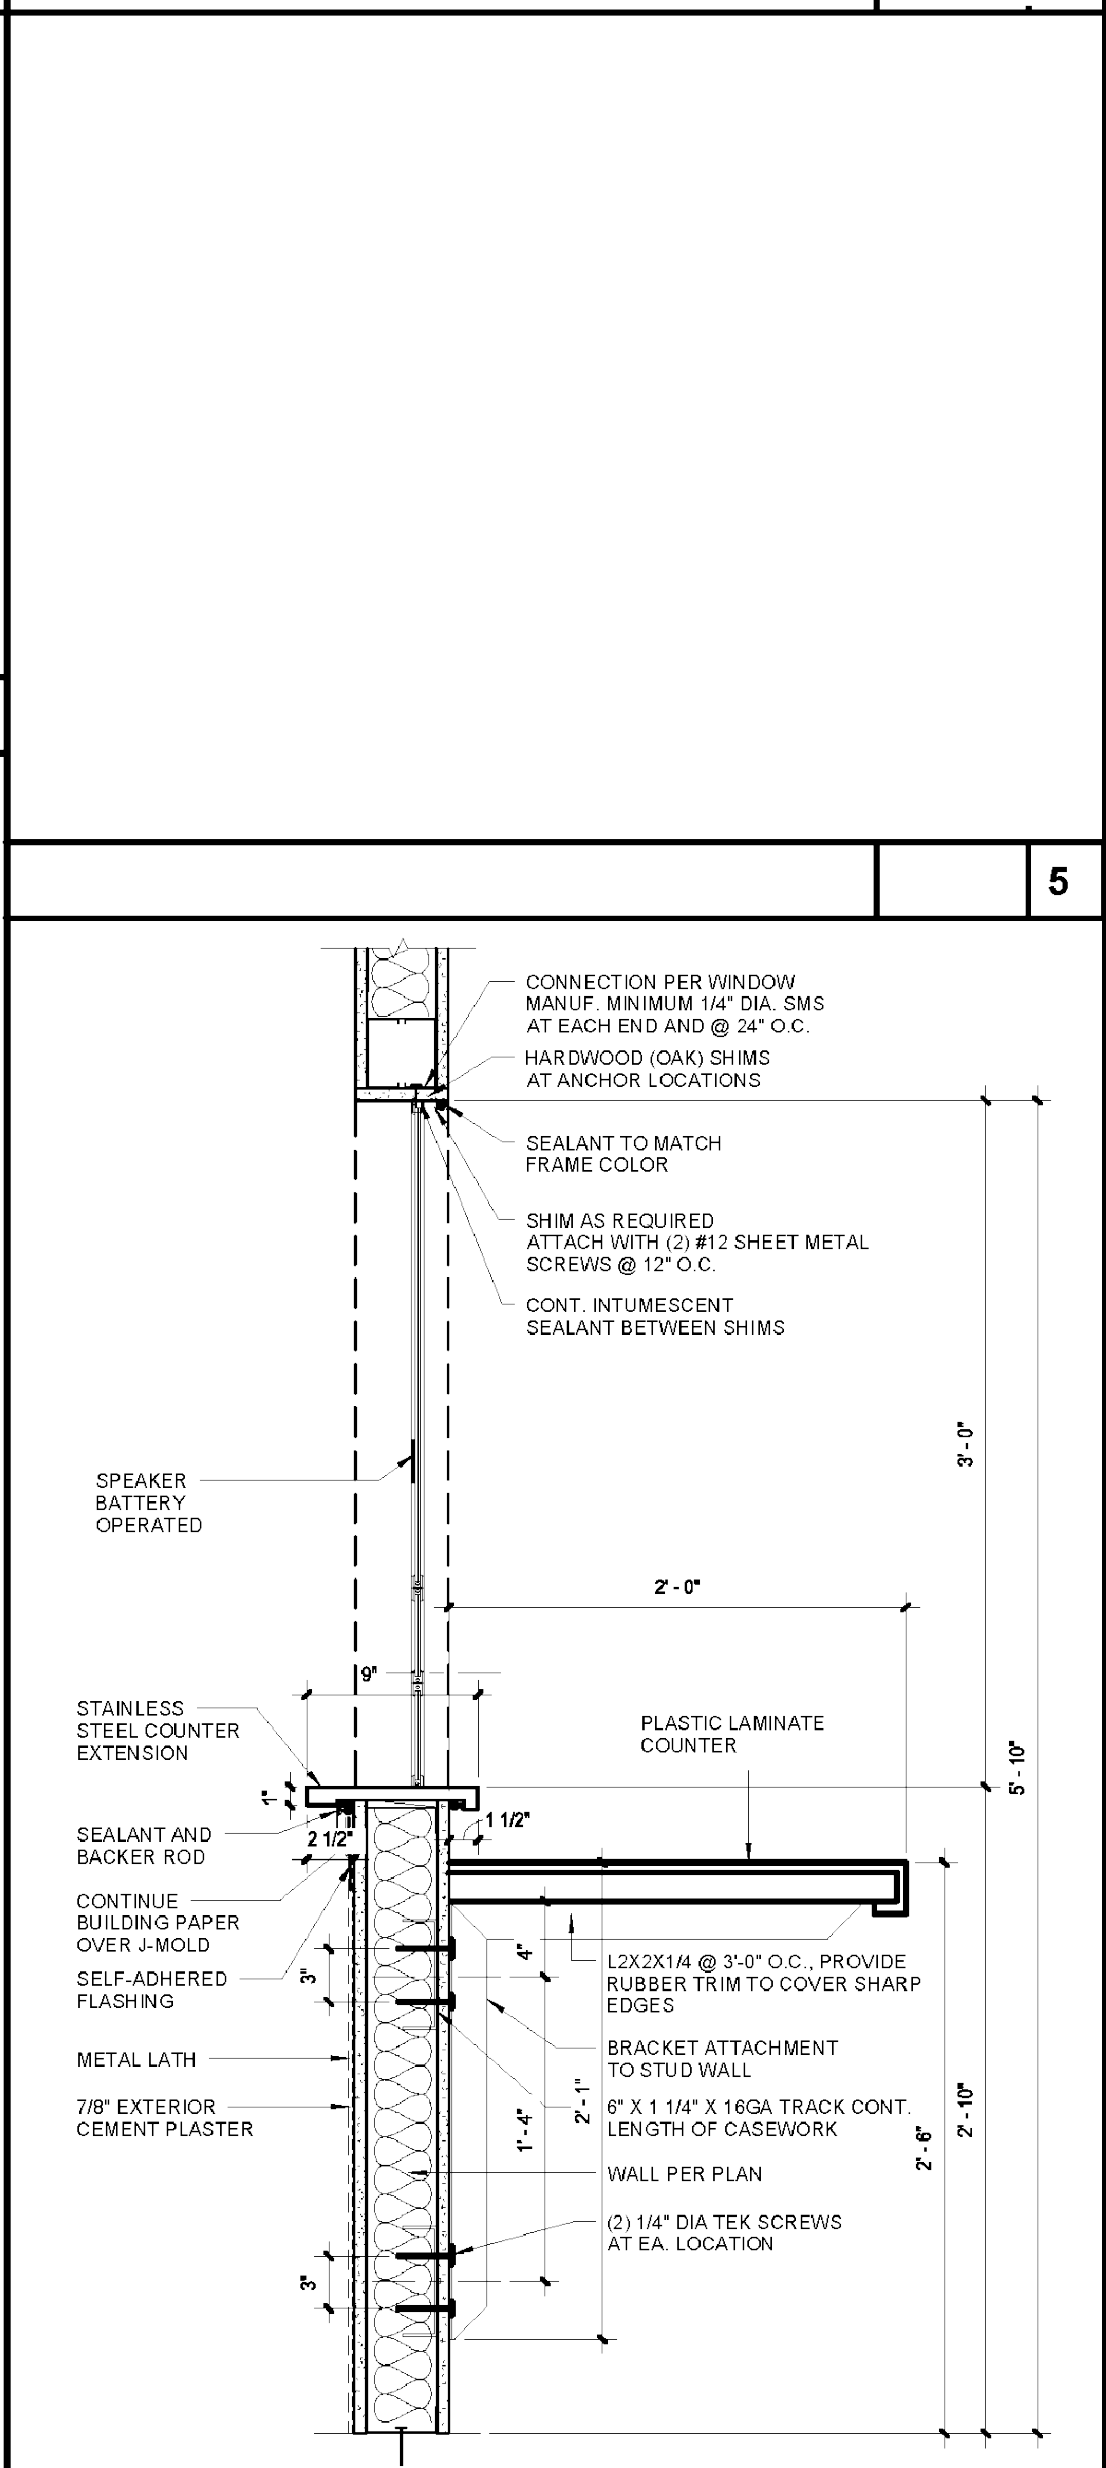 5
CONNECTION PER WINDOW
MANUF. MINIMUM 1/4" DIA. SMS
AT EACH END AND @ 24" O.C.
HARDWOOD (OAK) SHIMS
AT ANCHOR LOCATIONS
SEALANT TO MATCH
FRAME COLOR
SHIM AS REQUIRED
ATTACH WITH (2) #12 SHEET METAL
SCREWS @ 12" O.C.
CONT. INTUMESCENT
SEALANT BETWEEN SHIMS
3' - 0"
SPEAKER
BATTERY
OPERATED
2' - 0"
9"
STAINLESS
STEEL COUNTER
EXTENSION
PLASTIC LAMINATE
COUNTER
5' - 10"
1"
1 1/2"
SEALANT AND
BACKER ROD
2 1/2"
CONTINUE
BUILDING PAPER
OVER J-MOLD
SELF-ADHERED
FLASHING
3"
4"
L2X2X1/4 @ 3'-0" O.C., PROVIDE
RUBBER TRIM TO COVER SHARP
EDGES
METAL LATH
BRACKET ATTACHMENT
TO STUD WALL
7/8" EXTERIOR
CEMENT PLASTER
1' - 4"
2' - 1"
6" X 1 1/4" X 16GA TRACK CONT.
LENGTH OF CASEWORK
2' - 6"
2' - 10"
WALL PER PLAN
(2) 1/4" DIA TEK SCREWS
AT EA. LOCATION
3"